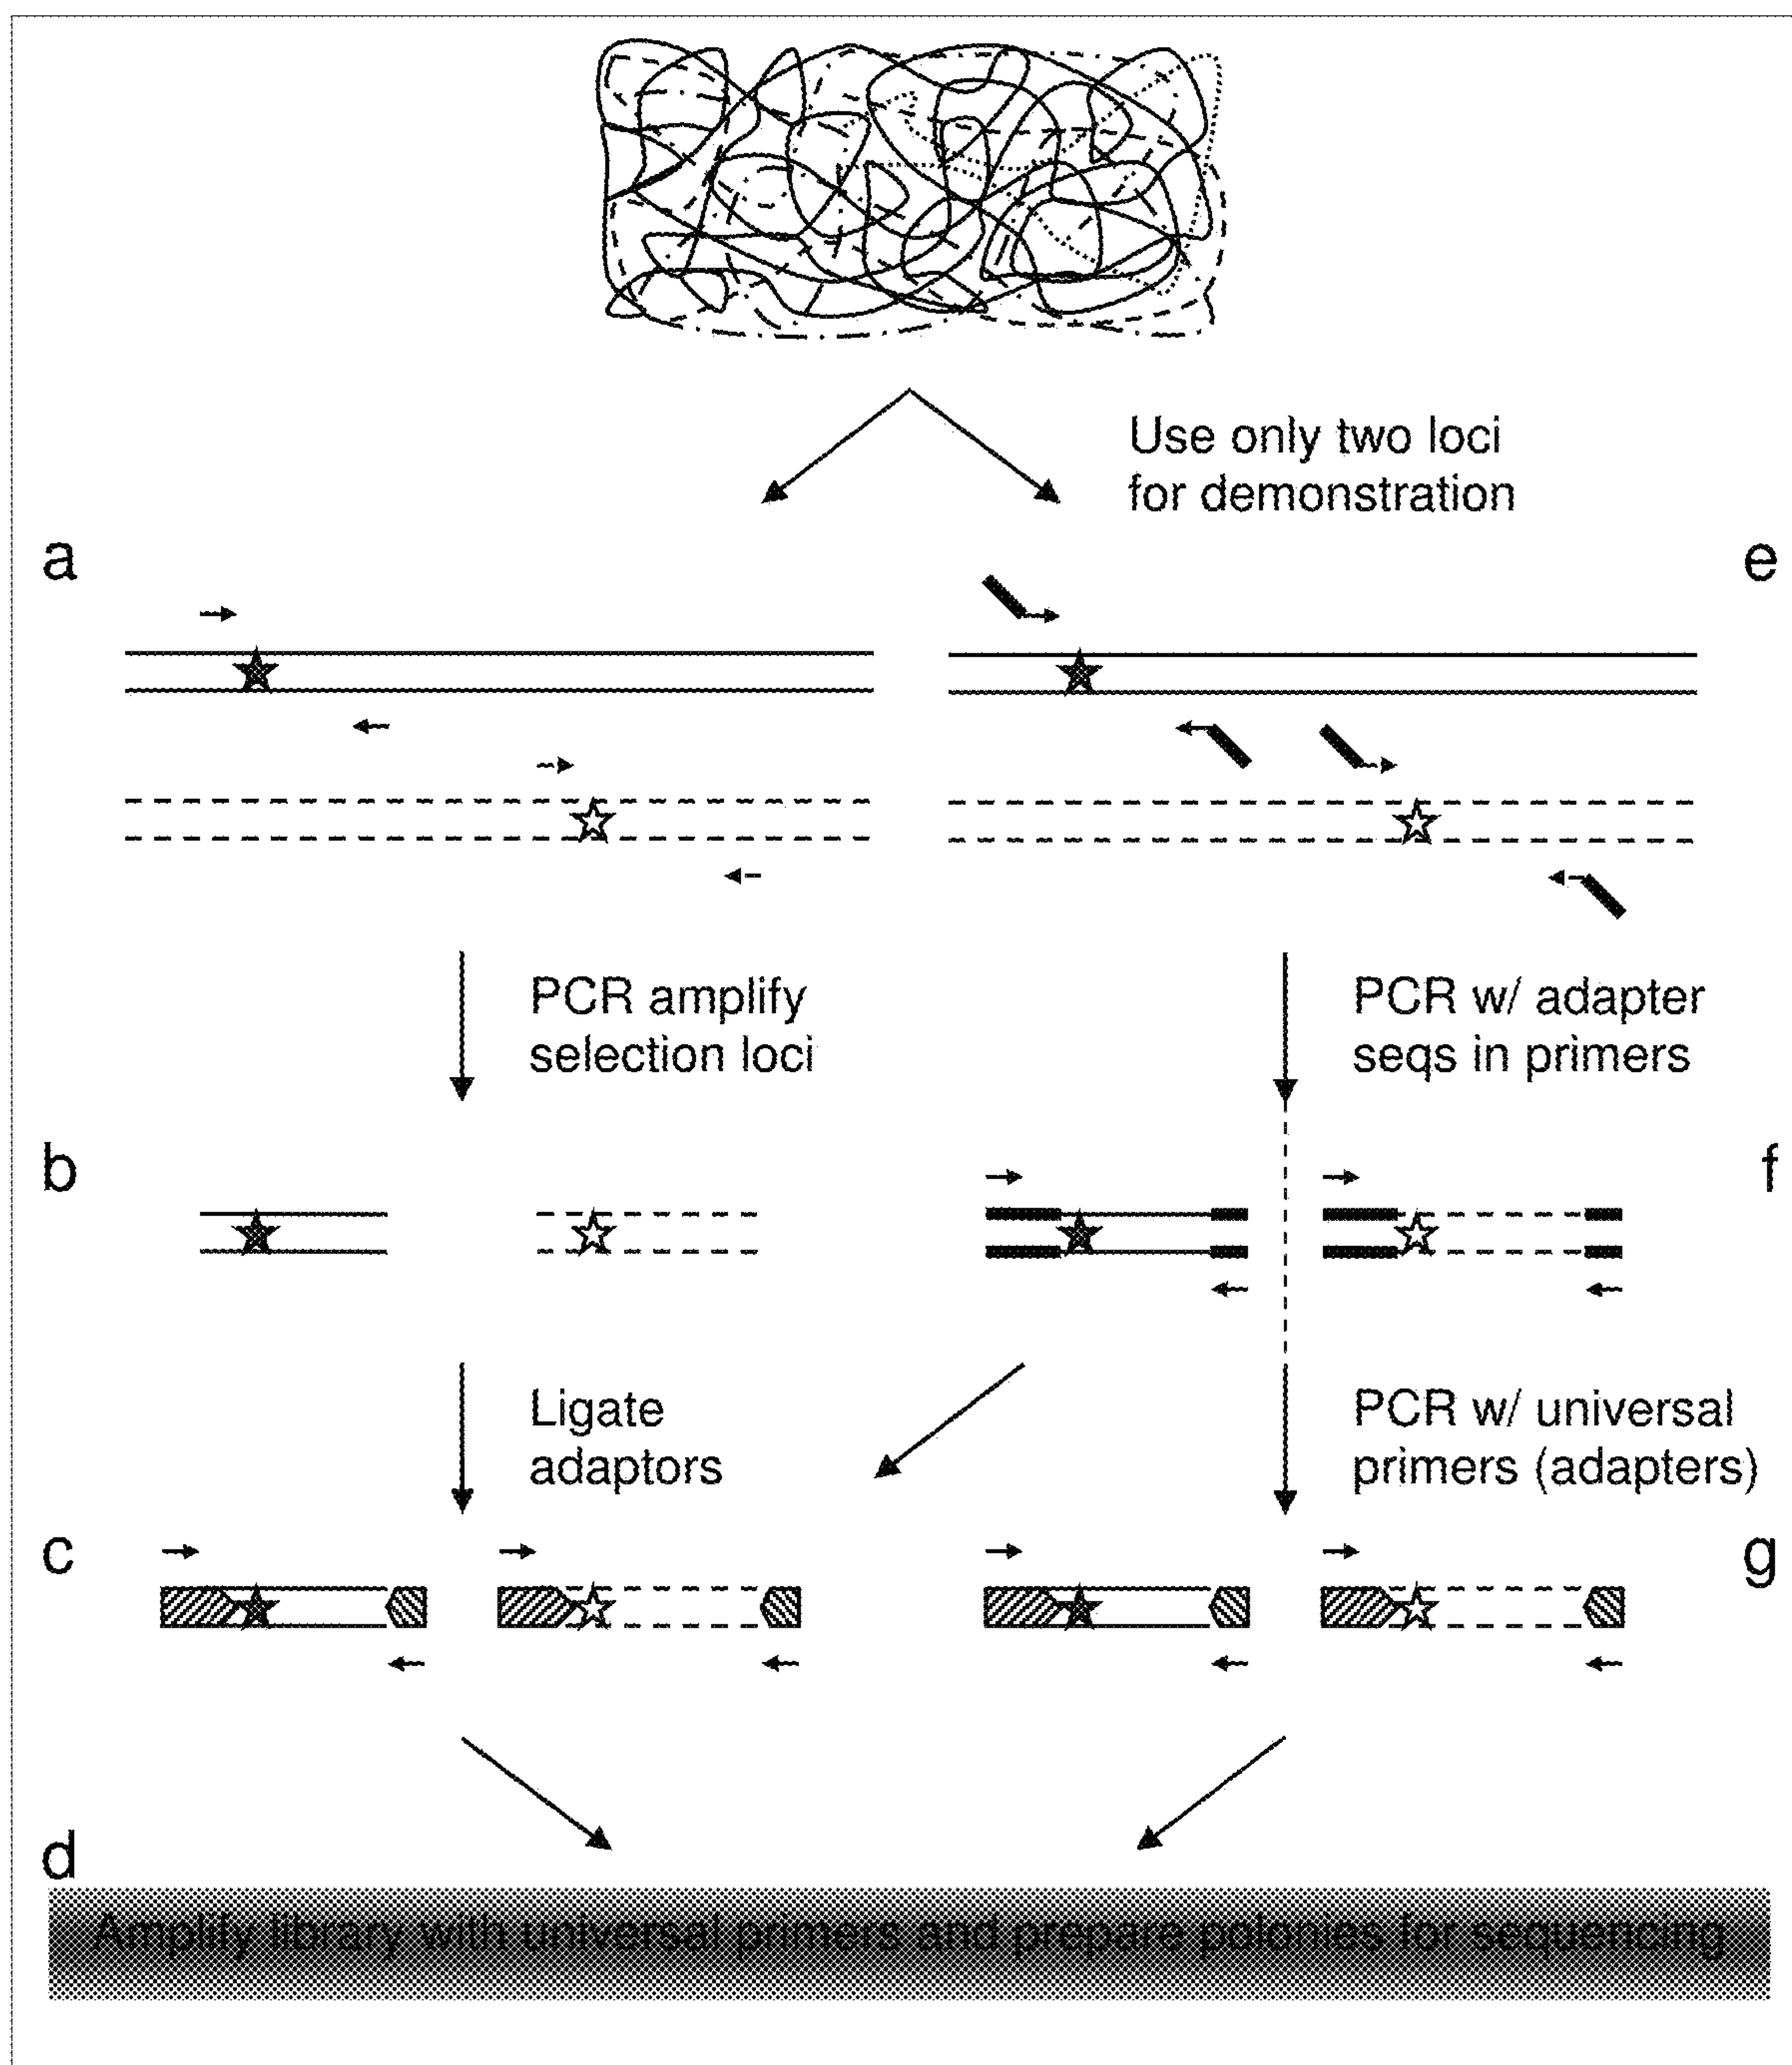 Use only two loci
for demonstration
a
e
PCR amplify
selection loci
PCR w/ adapter
seqs in primers
b
f
Ligate
adaptors
PCR w/ universal
primers (adapters)
c
g
d
Amplify library with universal primers and prepare polonies for sequencing